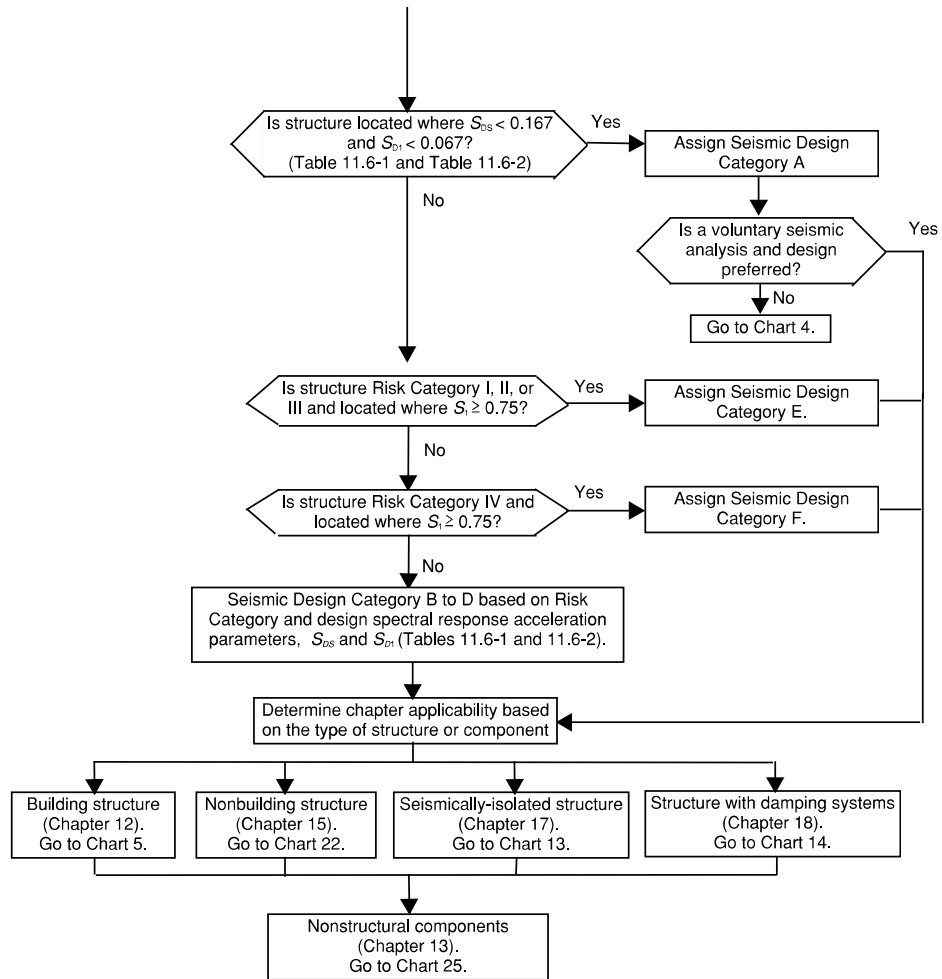 Is structure located where SDS < 0.167
and SD1 < 0.067?
(Table 11.6-1 and Table 11.6-2)
Yes
Assign Seismic Design
Category A
No
Is a voluntary seismic
analysis and design
preferred?
Yes
No
Go to Chart 4.
Is structure Risk Category I, II, or
III and located where S1 ≥ 0.75?
Yes
Assign Seismic Design
Category E.
No
Is structure Risk Category IV and
located where S1 ≥ 0.75?
Yes
Assign Seismic Design
Category F.
No
Seismic Design Category B to D based on Risk
Category and design spectral response acceleration
parameters, SDS and SD1 (Tables 11.6-1 and 11.6-2).
Determine chapter applicability based
on the type of structure or component
Building structure
(Chapter 12).
Go to Chart 5.
Nonbuilding structure
(Chapter 15).
Go to Chart 22.
Seismically-isolated structure
(Chapter 17).
Go to Chart 13.
Structure with damping systems
(Chapter 18).
Go to Chart 14.
Nonstructural components
(Chapter 13).
Go to Chart 25.